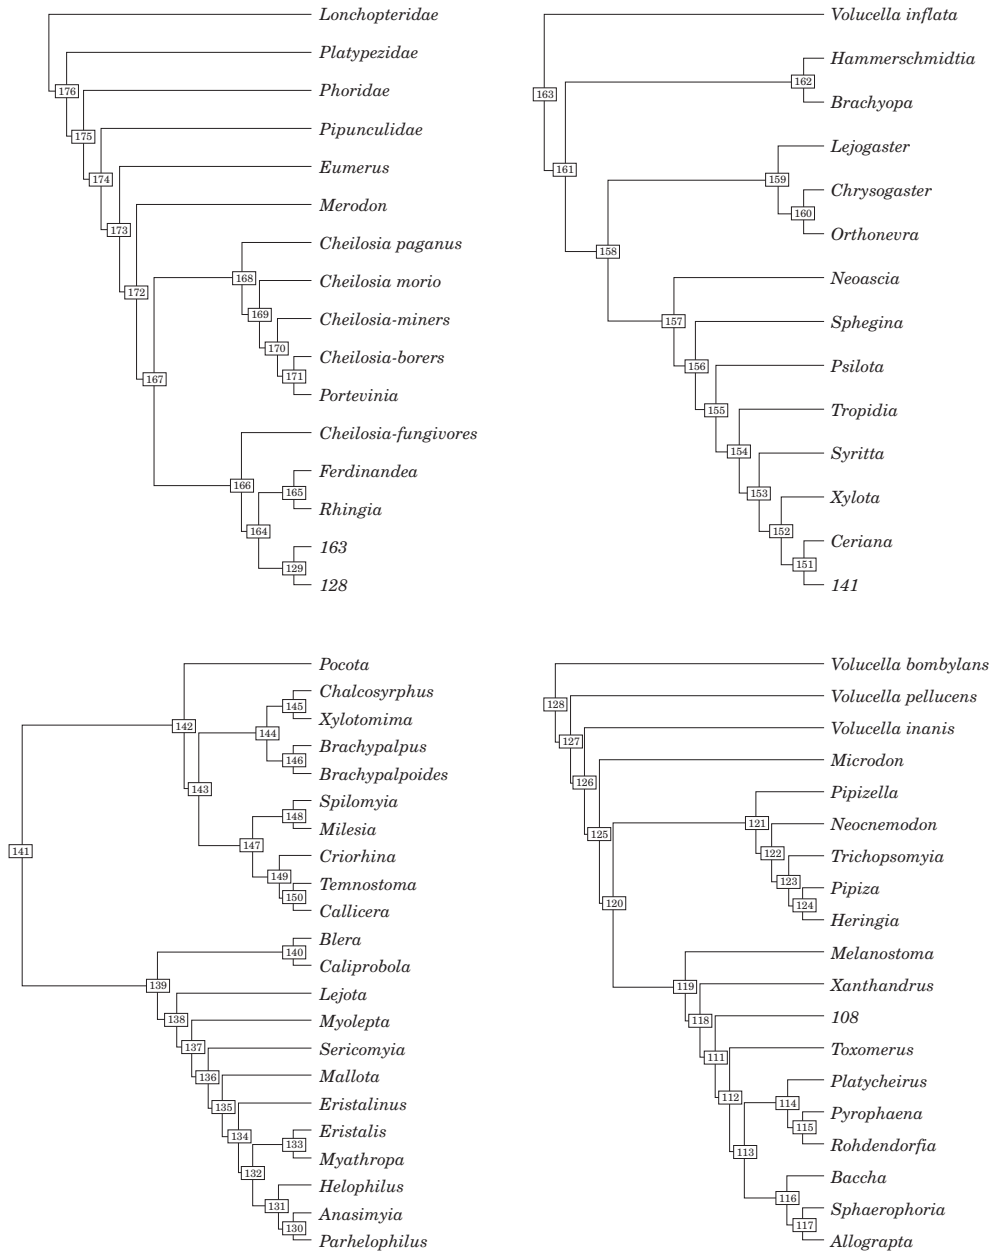 Lonchopteridae
Platypezidae
176
Phoridae
175
Pipunculidae
174
Eumerus
173
Merodon
172
Cheilosia paganus
168
Cheilosia morio
169
Cheilosia-miners
170
Cheilosia-borers
171
Portevinia
167
Cheilosia-fungivores
166
Ferdinandea
165
Rhingia
164
163
129
128
Volucella inflata
163
Hammerschmidtia
162
Brachyopa
161
Lejogaster
159
Chrysogaster
160
Orthonevra
158
Neoascia
157
Sphegina
156
Psilota
155
Tropidia
154
Syritta
153
Xylota
152
Ceriana
151
141
Pocota
142
Chalcosyrphus
145
Xylotomima
144
Brachypalpus
146
Brachypalpoides
143
Spilomyia
148
Milesia
147
Criorhina
149
Temnostoma
150
Callicera
141
Blera
140
Caliprobola
139
Lejota
138
Myolepta
137
Sericomyia
136
Mallota
135
Eristalinus
134
Eristalis
133
Myathropa
132
Helophilus
131
Anasimyia
130
Parhelophilus
Volucella bombylans
128
Volucella pellucens
127
Volucella inanis
126
Microdon
125
Pipizella
121
Neocnemodon
122
Trichopsomyia
123
Pipiza
124
Heringia
120
Melanostoma
119
Xanthandrus
118
108
111
Toxomerus
112
Platycheirus
114
Pyrophaena
115
Rohdendorfia
113
Baccha
116
Sphaerophoria
117
Allograpta